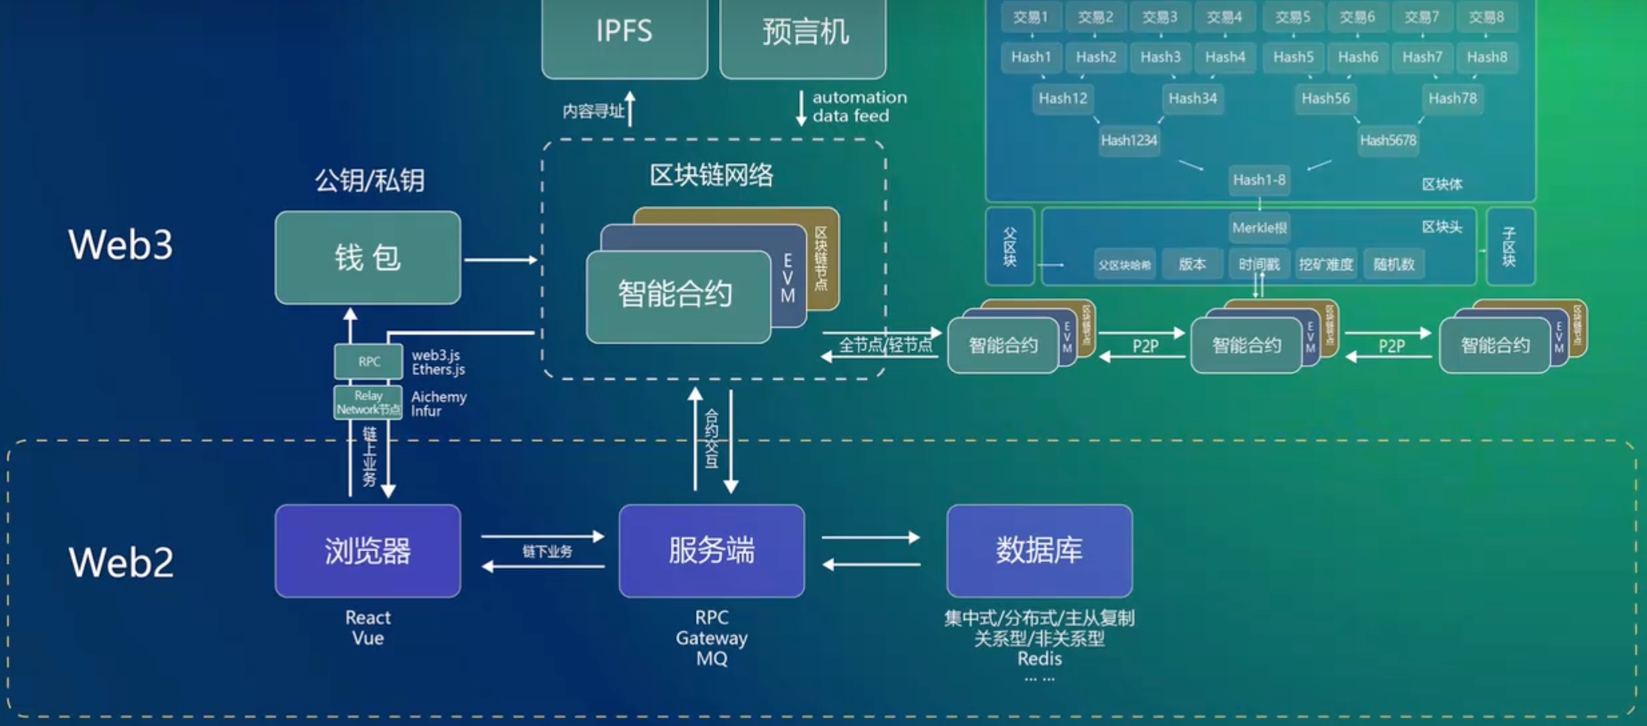 IPFS
预言机
内容寻址
automation
data feed
交易1
交易2
交易3
交易4
交易5
交易6
交易7
交易8
Hash1
Hash2
Hash3
Hash4
Hash5
Hash6
Hash7
Hash8
Hash12
Hash34
Hash56
Hash78
Hash1234
Hash5678
Hash1-8
区块体
父区块
Merkle根
区块头
父区块哈希
版本
时间戳
挖矿难度
随机数
子区块
Web3
公钥/私钥
钱包
区块链网络
智能合约
EVM
区块链节点
全节点/轻节点
智能合约
EVM
区块链节点
P2P
智能合约
EVM
区块链节点
P2P
智能合约
EVM
区块链节点
RPC
web3.js
Ethers.js
Relay
Network节点
Aichemy
Infur
链上业务
合约交互
Web2
浏览器
链下业务
服务端
数据库
React
Vue
RPC
Gateway
MQ
集中式/分布式/主从复制
关系型/非关系型
Redis
... ...